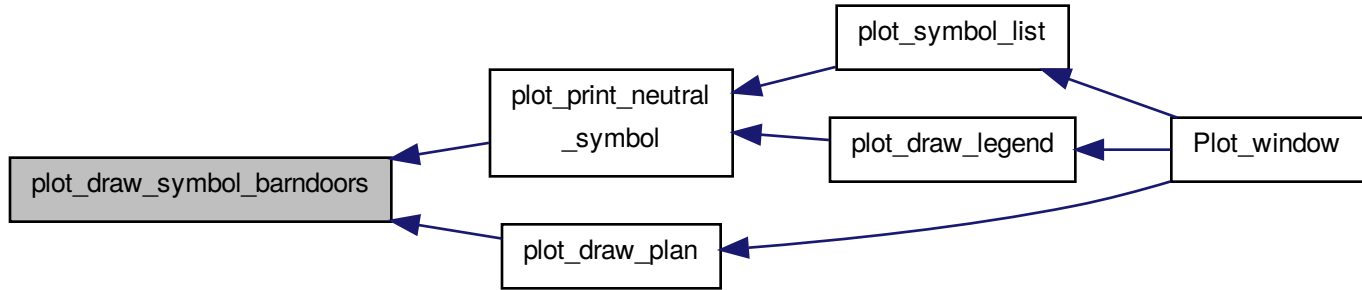 plot_draw_symbol_barndoors
plot_print_neutral
_symbol
plot_draw_plan
plot_symbol_list
plot_draw_legend
Plot_window